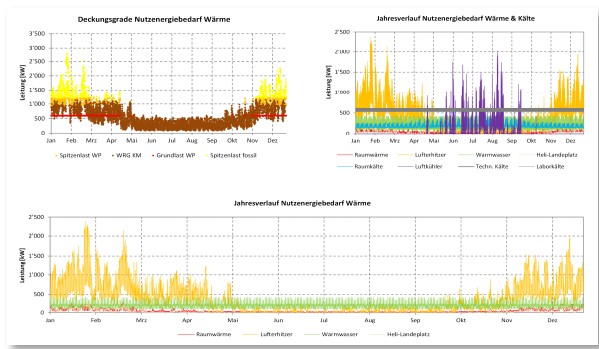 Deckungsgrade Nutzenergiebedarf Wärme
Leistung [kW]
3'500
3'000
2'500
2'000
1'500
1'000
500
0
Jan Feb Mrz Apr Mai Jun Jul Aug Sep Okt Nov Dez
Spitzenlast WP WRG KM Grundlast WP Spitzenlast fossil
Jahresverlauf Nutzenergiebedarf Wärme & Kälte
Leistung [kW]
2'500
2'000
1'500
1'000
500
0
Jan Feb Mrz Apr Mai Jun Jul Aug Sep Okt Nov Dez
Raumwärme Lufterhitzer Warmwasser Heli-Landeplatz
Raumkälte Luftkühler Techn. Kälte Laborkälte
Jahresverlauf Nutzenergiebedarf Wärme
Leistung [kW]
2'500
2'000
1'500
1'000
500
0
Jan Feb Mrz Apr Mai Jun Jul Aug Sep Okt Nov Dez
Raumwärme Lufterhitzer Warmwasser Heli-Landeplatz